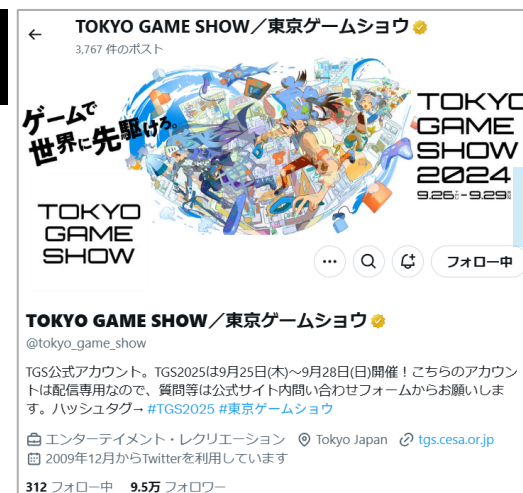 TOKYO GAME SHOW／東京ゲームショウ
3,767 件のポスト
ゲームで
世界に先駆けろ。
TOKYO
GAME
SHOW
2024
9.26㊍-9.29㊐
TOKYO
GAME
SHOW
フォロー中
TOKYO GAME SHOW／東京ゲームショウ
@tokyo_game_show
TGS公式アカウント。TGS2025は9月25日(木)～9月28日(日)開催！こちらのアカウン
トは配信専用なので、質問等は公式サイト内問い合わせフォームからお願いしま
す。ハッシュタグ→ #TGS2025 #東京ゲームショウ
エンターテイメント・レクリエーション Tokyo Japan tgs.cesa.or.jp
2009年12月からTwitterを利用しています
312 フォロー中 9.5万 フォロワー